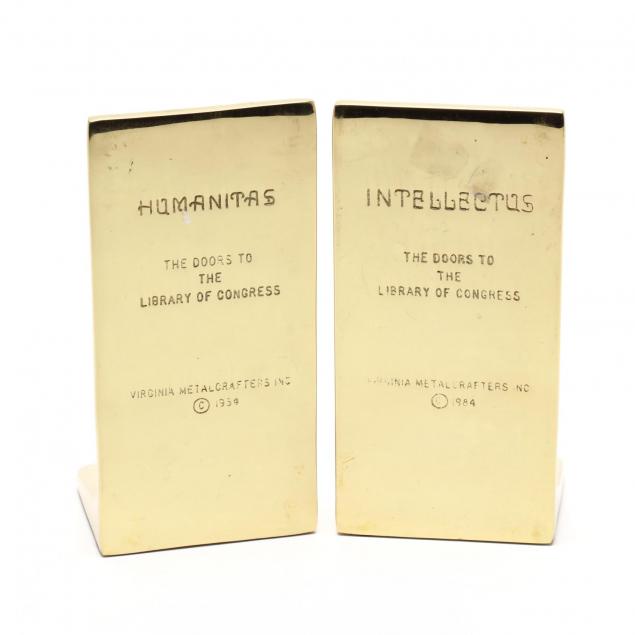 HUMANITAS
THE DOORS TO
THE
LIBRARY OF CONGRESS
VIRGINIA METALCRAFTERS INC
© 1984
INTELLECTUS
THE DOORS TO
THE
LIBRARY OF CONGRESS
VIRGINIA METALCRAFTERS INC
© 1984